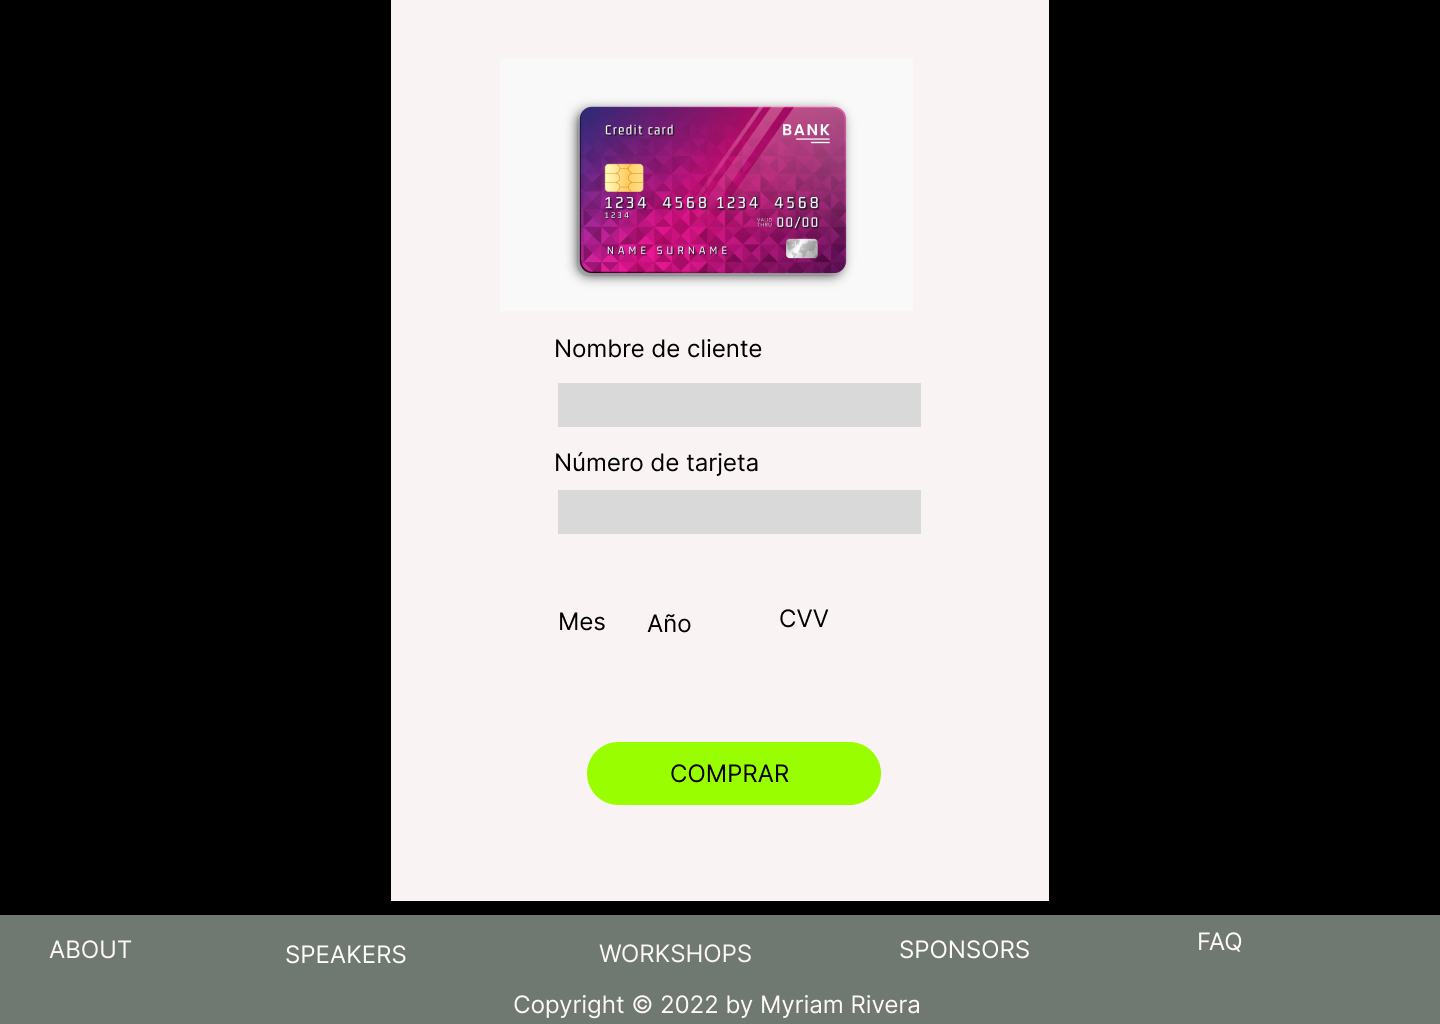 Credit card BANK
1234 4568 1234 4568
1234
VALID THRU 00/00
NAME SURNAME
Nombre de cliente
Número de tarjeta
Mes Año CVV
COMPRAR
ABOUT SPEAKERS WORKSHOPS SPONSORS FAQ
Copyright © 2022 by Myriam Rivera